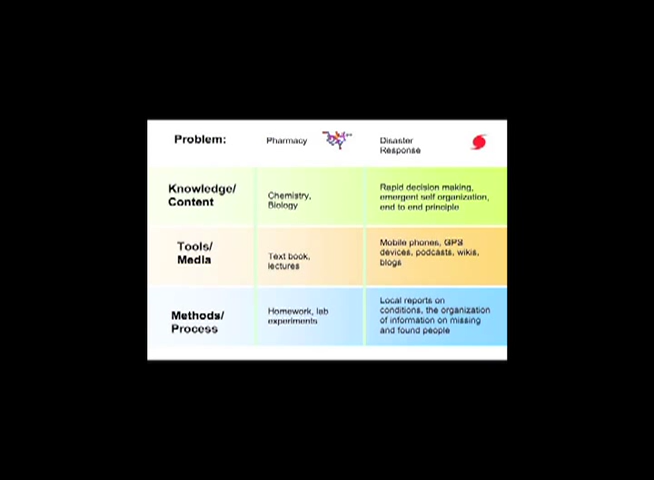 Problem:
Pharmacy
Disaster
Response
Knowledge/
Content
Chemistry,
Biology
Rapid decision making,
emergent self organization,
end to end principle
Tools/
Media
Text book,
lectures
Mobile phones, GPS
devices, podcasts, wikis,
blogs
Methods/
Process
Homework, lab
experiments
Local reports on
conditions, the organization
of information on missing
and found people